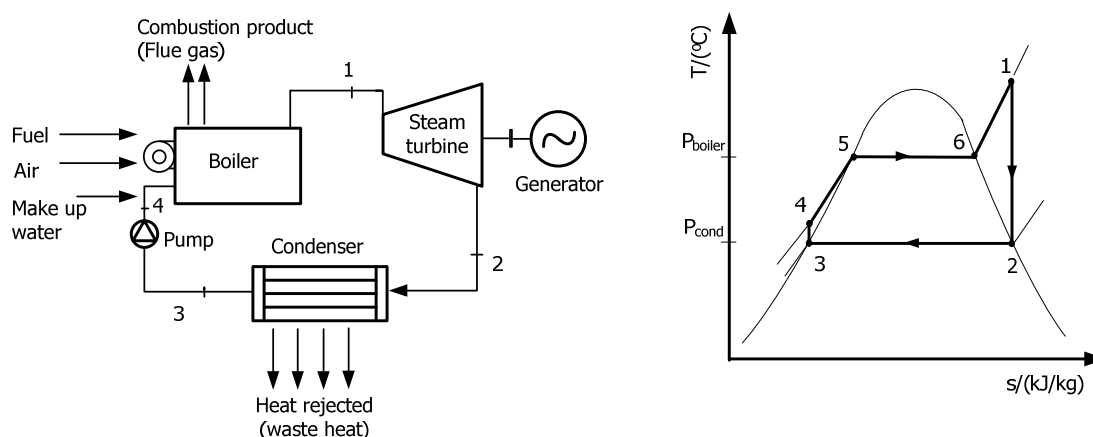 Combustion product
(Flue gas)
1
Fuel
Air
Make up
water
Boiler
Steam
turbine
Generator
4
Pump
Condenser
2
3
Heat rejected
(waste heat)
T/(ºC)
1
Pboiler
5
6
4
Pcond
3
2
s/(kJ/kg)